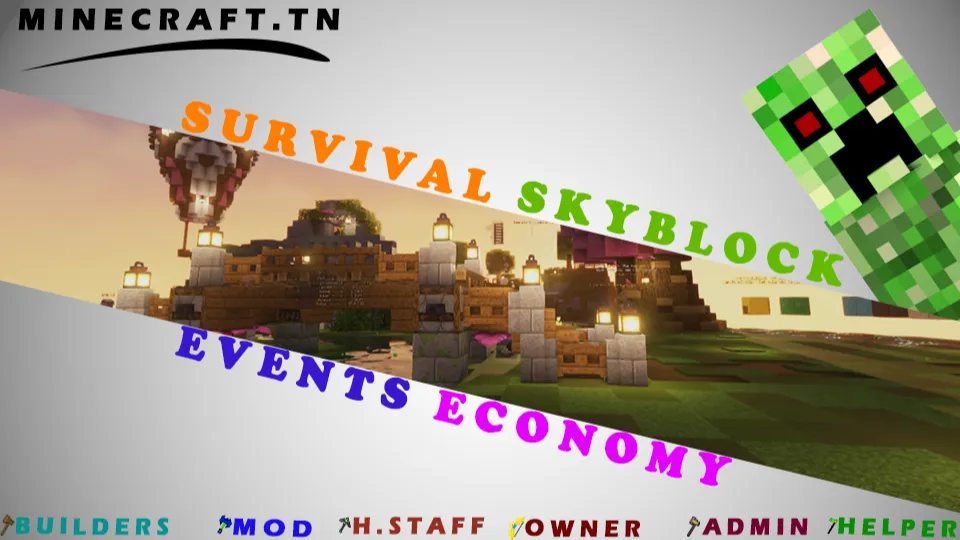 MINECRAFT.TN
SURVIVAL SKYBLOCK
EVENTS ECONOMY
BUILDERS MOD H.STAFF OWNER ADMIN HELPER